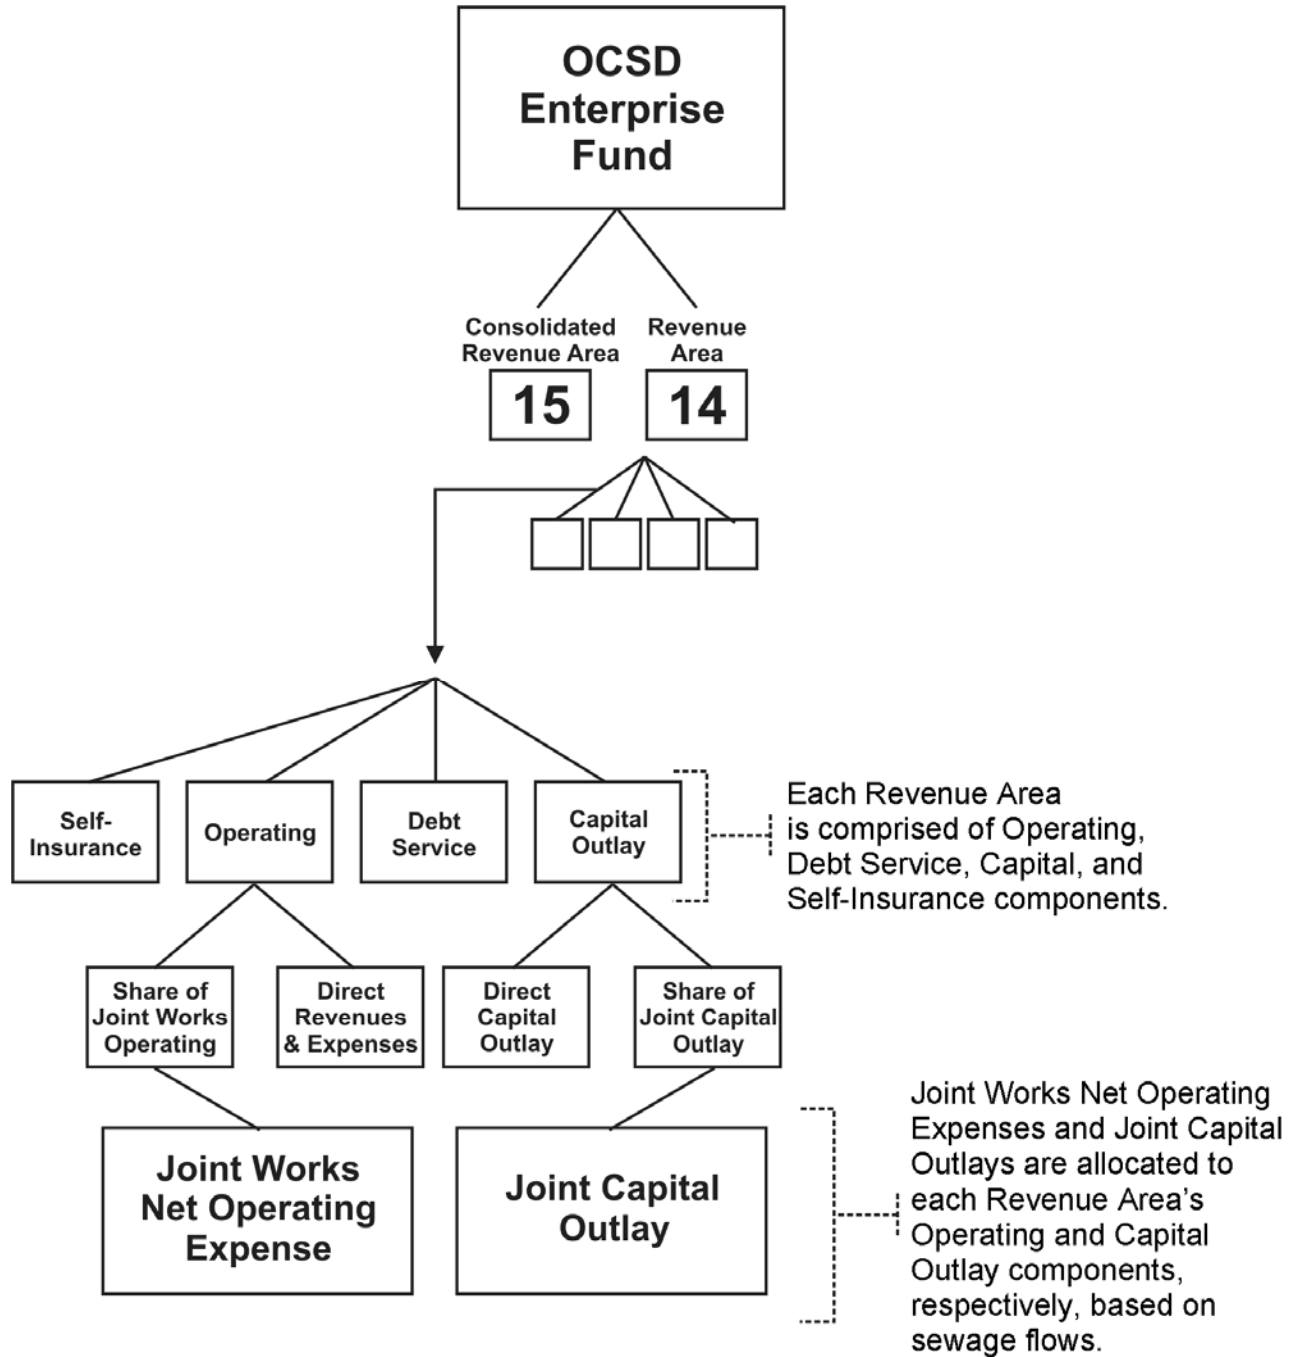 OCSD
Enterprise
Fund
Consolidated
Revenue Area
15
Revenue
Area
14
Self-
Insurance
Operating
Debt
Service
Capital
Outlay
Each Revenue Area
is comprised of Operating,
Debt Service, Capital, and
Self-Insurance components.
Share of
Joint Works
Operating
Direct
Revenues
& Expenses
Direct
Capital
Outlay
Share of
Joint Capital
Outlay
Joint Works
Net Operating
Expense
Joint Capital
Outlay
Joint Works Net Operating
Expenses and Joint Capital
Outlays are allocated to
each Revenue Area’s
Operating and Capital
Outlay components,
respectively, based on
sewage flows.